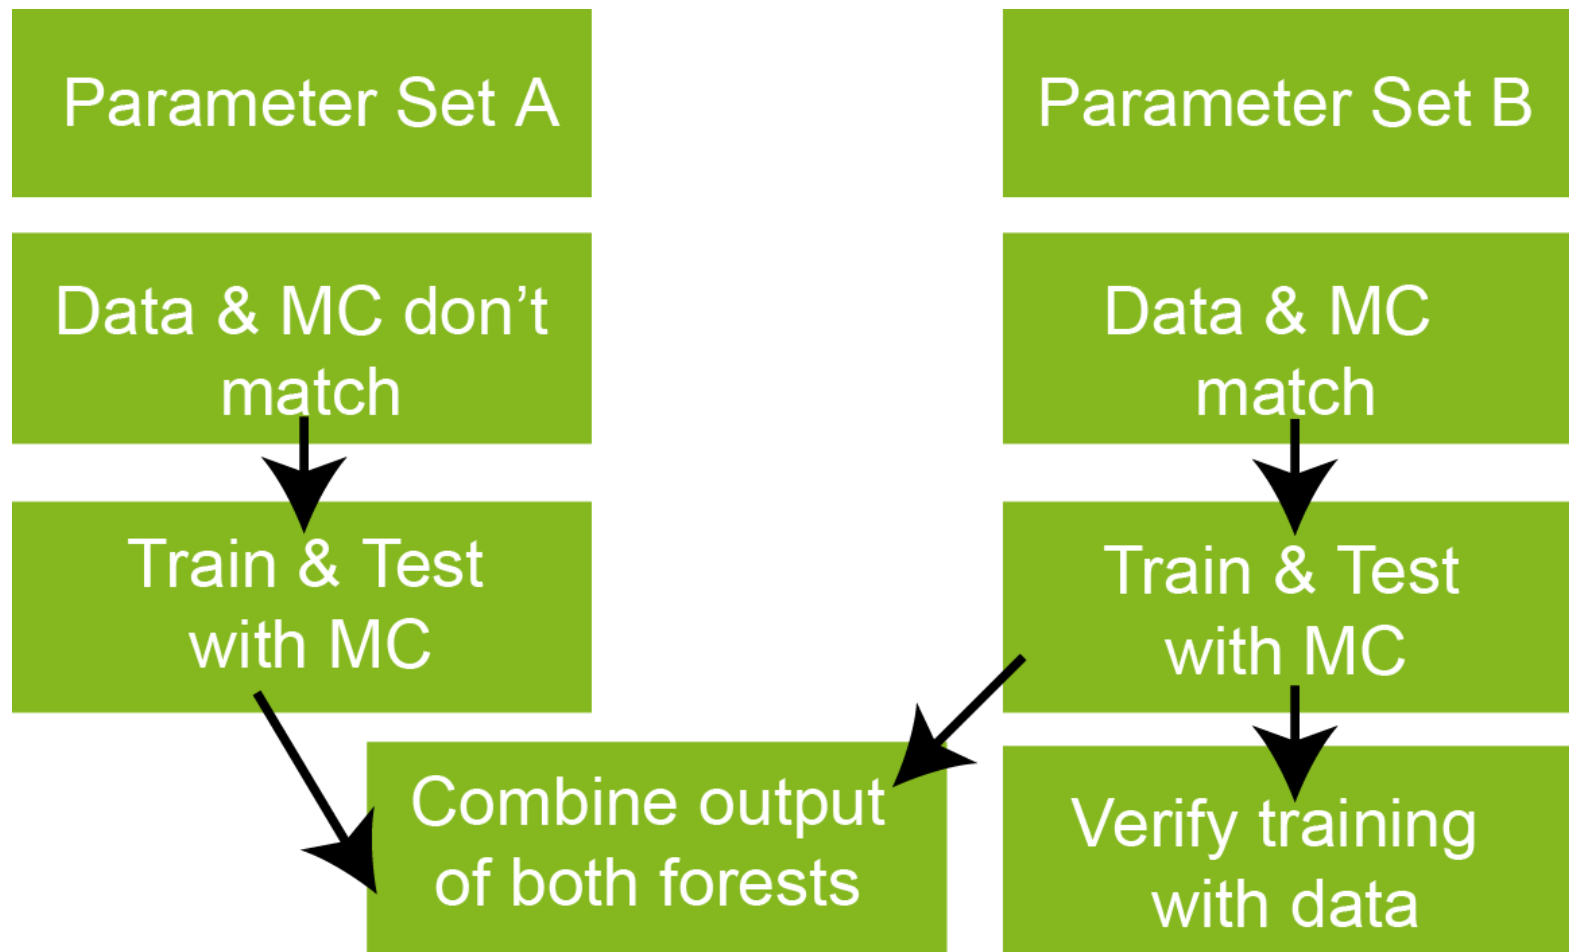 Parameter Set A
Parameter Set B
Data & MC don’t
match
Data & MC
match
Train & Test
with MC
Train & Test
with MC
Combine output
of both forests
Verify training
with data